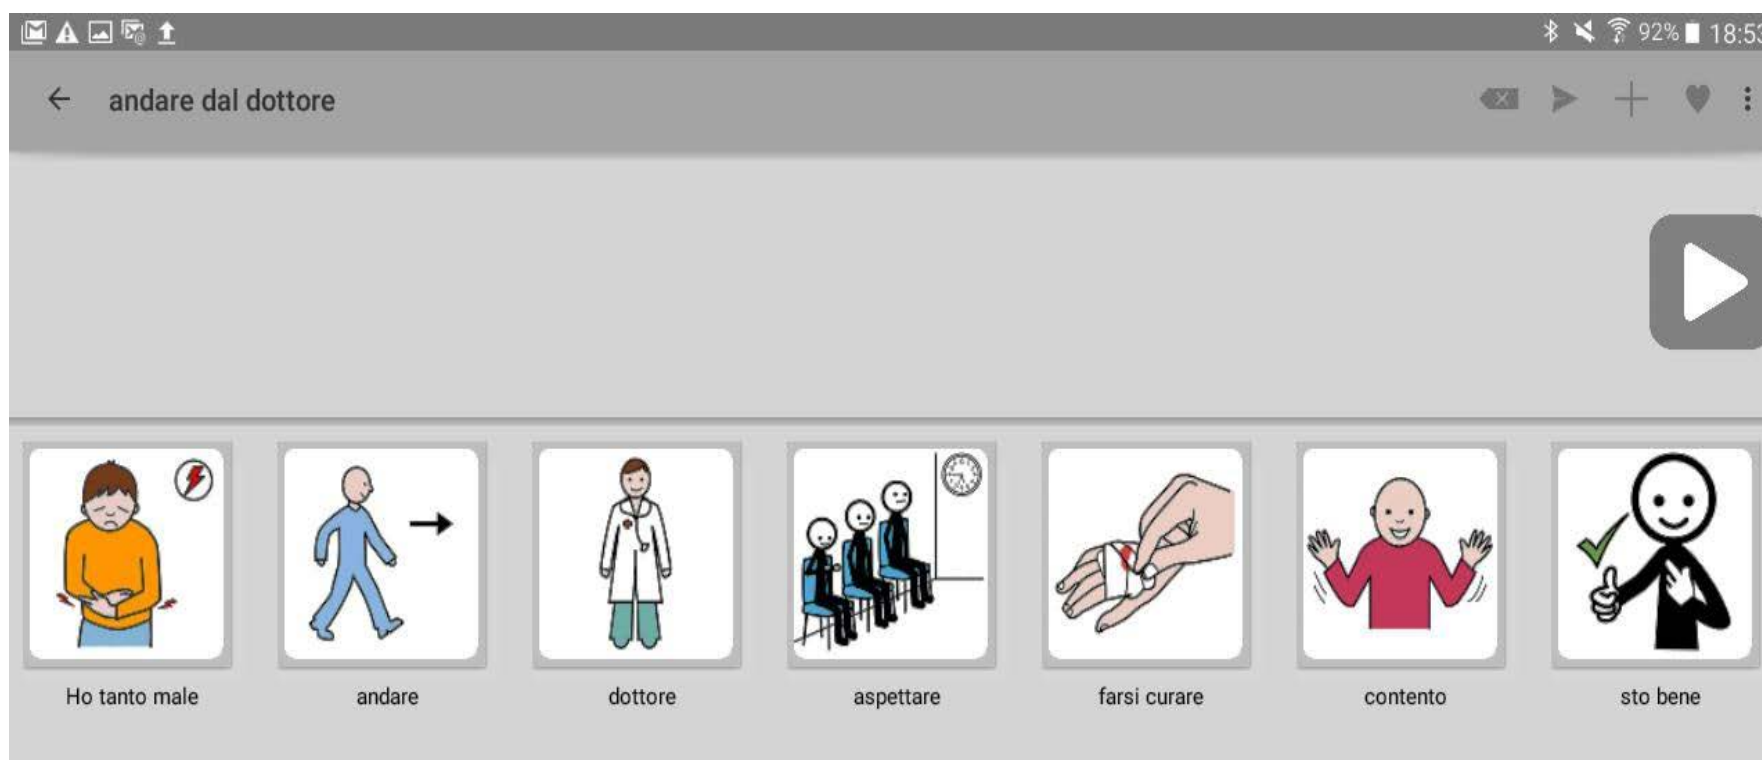 92% 18:53
andare dal dottore
Ho tanto male
andare
dottore
aspettare
farsi curare
contento
sto bene